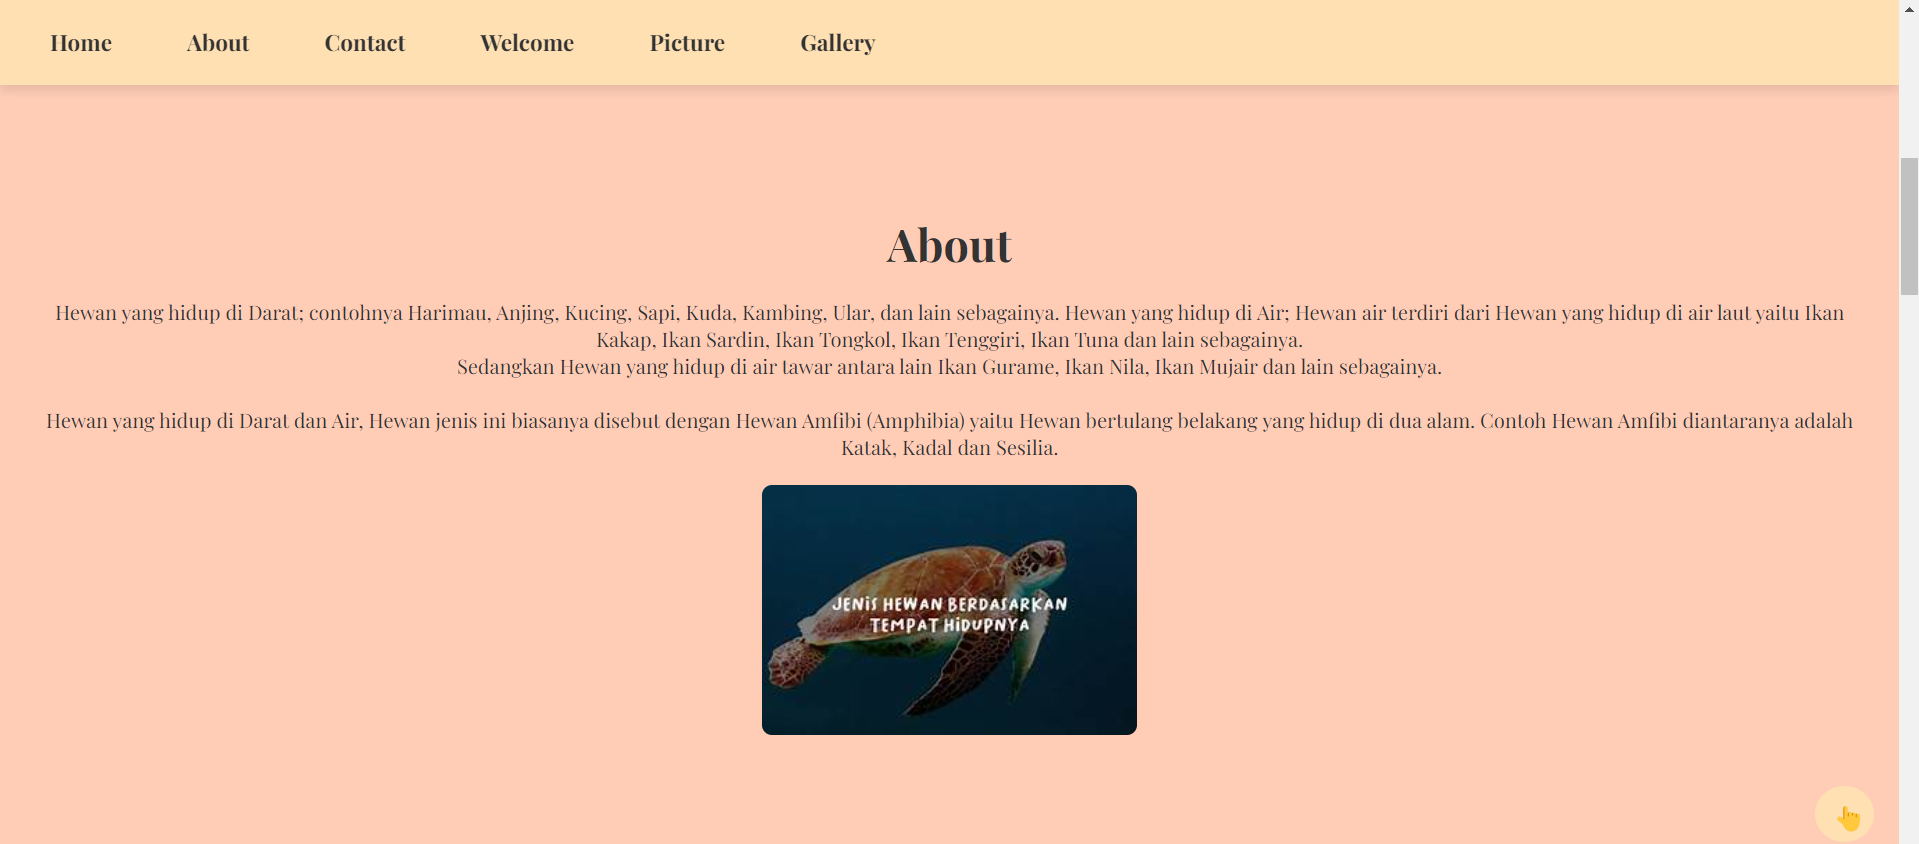 Home About Contact Welcome Picture Gallery
About
Hewan yang hidup di Darat; contohnya Harimau, Anjing, Kucing, Sapi, Kuda, Kambing, Ular, dan lain sebagainya. Hewan yang hidup di Air; Hewan air terdiri dari Hewan yang hidup di air laut yaitu Ikan
Kakap, Ikan Sardin, Ikan Tongkol, Ikan Tenggiri, Ikan Tuna dan lain sebagainya.
Sedangkan Hewan yang hidup di air tawar antara lain Ikan Gurame, Ikan Nila, Ikan Mujair dan lain sebagainya.
Hewan yang hidup di Darat dan Air, Hewan jenis ini biasanya disebut dengan Hewan Amfibi (Amphibia) yaitu Hewan bertulang belakang yang hidup di dua alam. Contoh Hewan Amfibi diantaranya adalah
Katak, Kadal dan Sesilia.
JENiS HEWAN BERDASARKAN
TEMPAT HiDUPNYA